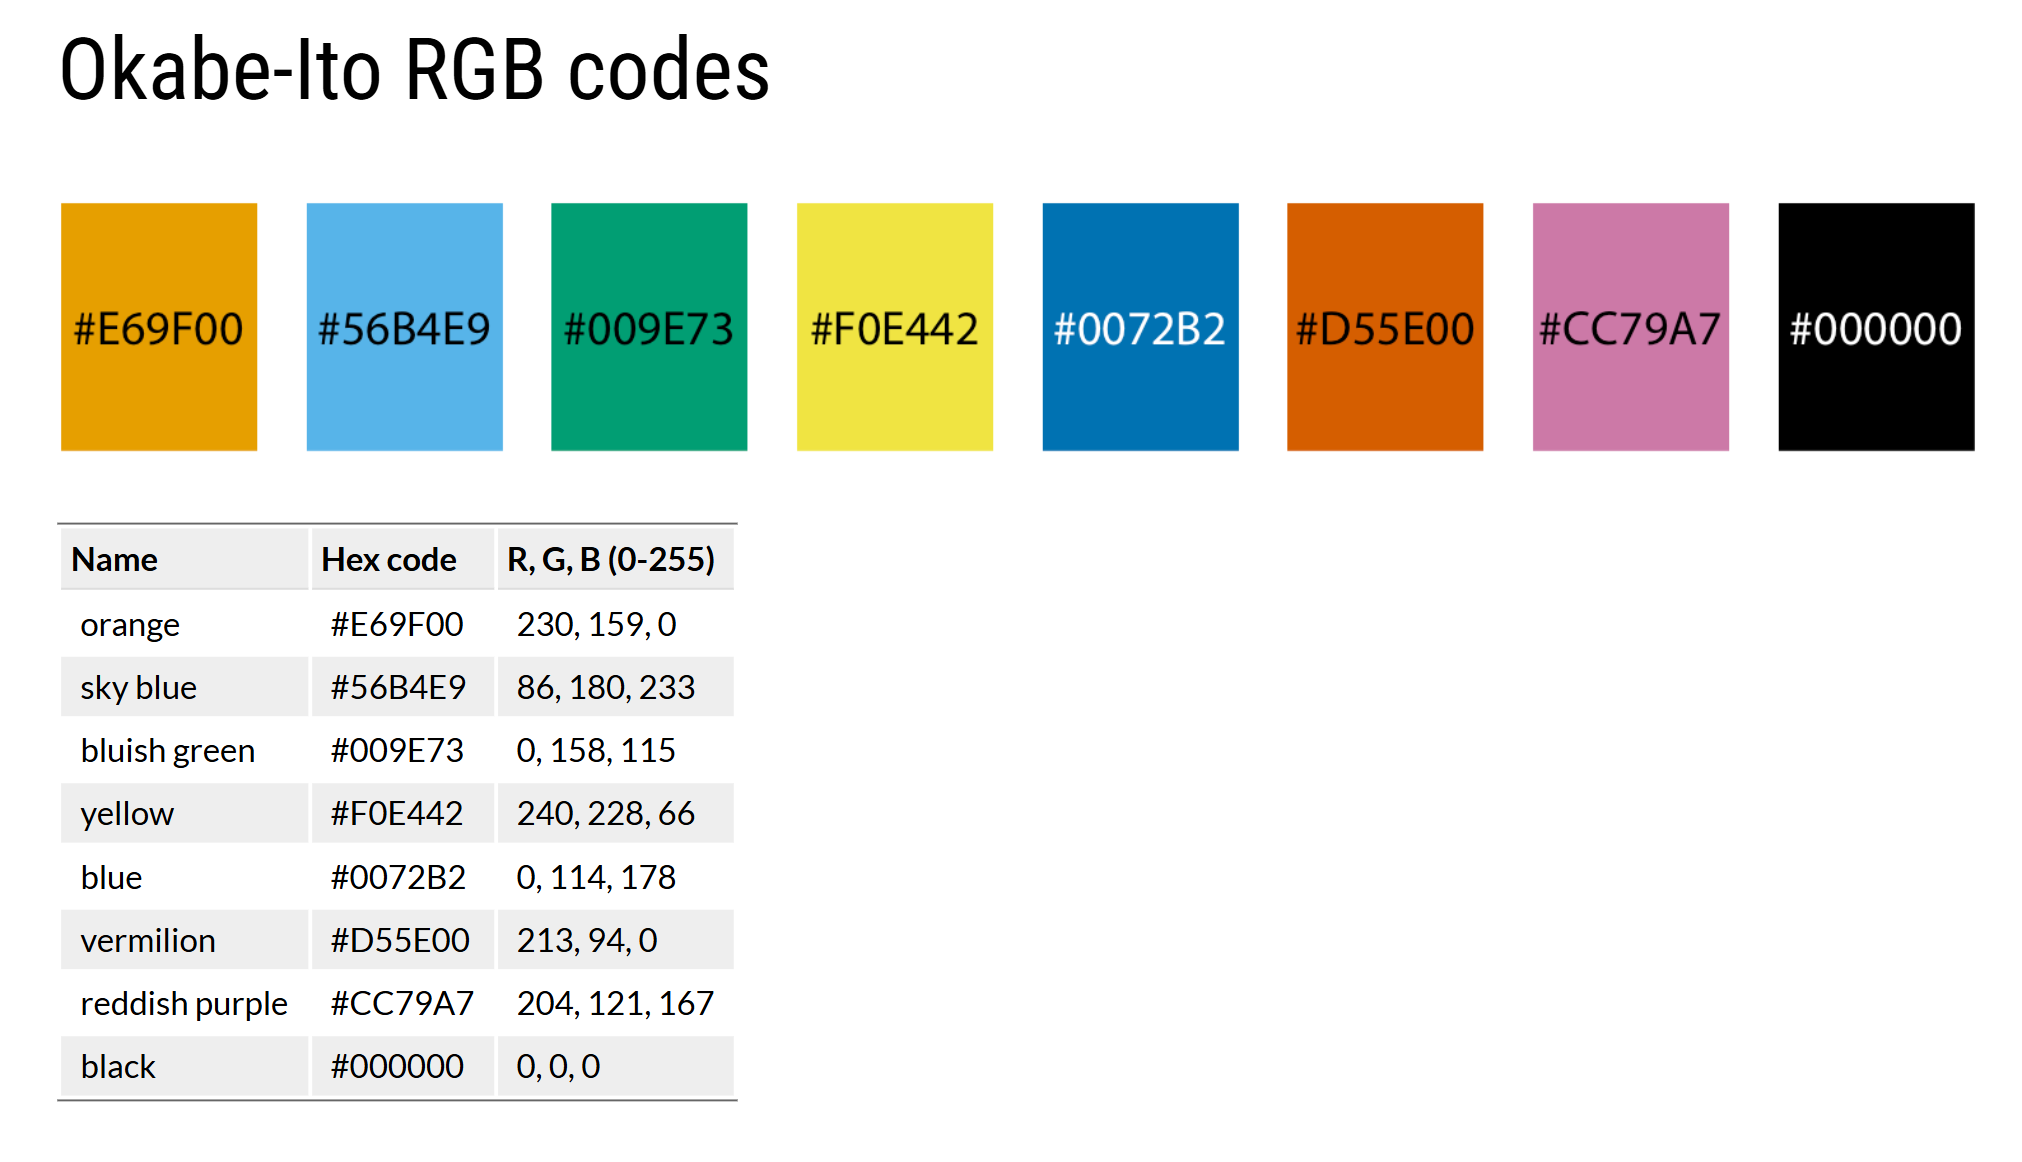 Okabe-Ito RGB codes
#E69F00 #56B4E9 #009E73 #F0E442 #0072B2 #D55E00 #CC79A7 #000000
Name Hex code R, G, B (0-255)
orange #E69F00 230, 159, 0
sky blue #56B4E9 86, 180, 233
bluish green #009E73 0, 158, 115
yellow #F0E442 240, 228, 66
blue #0072B2 0, 114, 178
vermilion #D55E00 213, 94, 0
reddish purple #CC79A7 204, 121, 167
black #000000 0, 0, 0